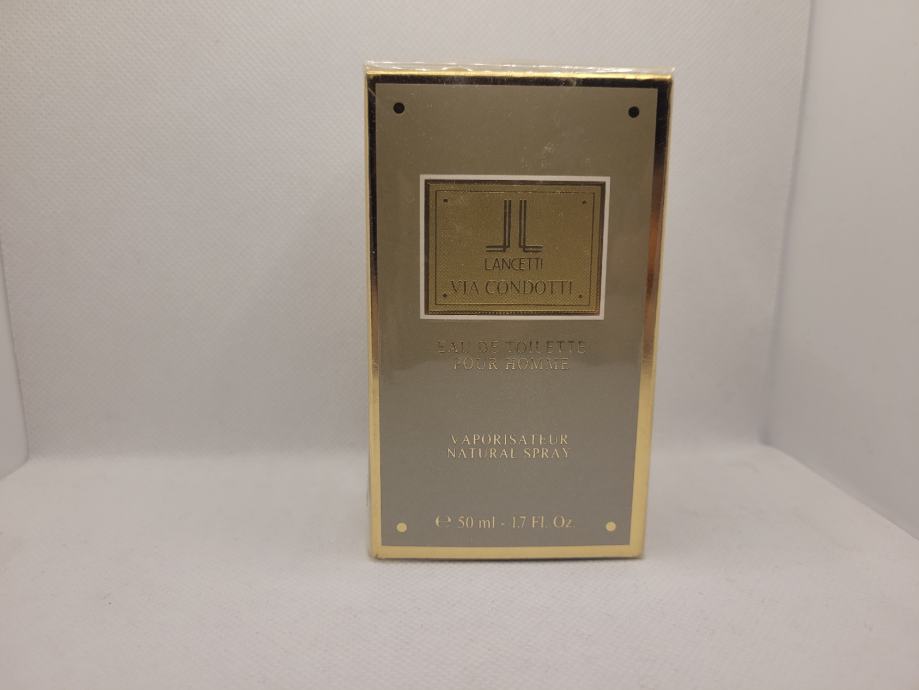 LANCETTI
VIA CONDOTTI
EAU DE TOILETTE
POUR HOMME
VAPORISATEUR
NATURAL SPRAY
℮ 50 ml - 1.7 Fl. Oz.